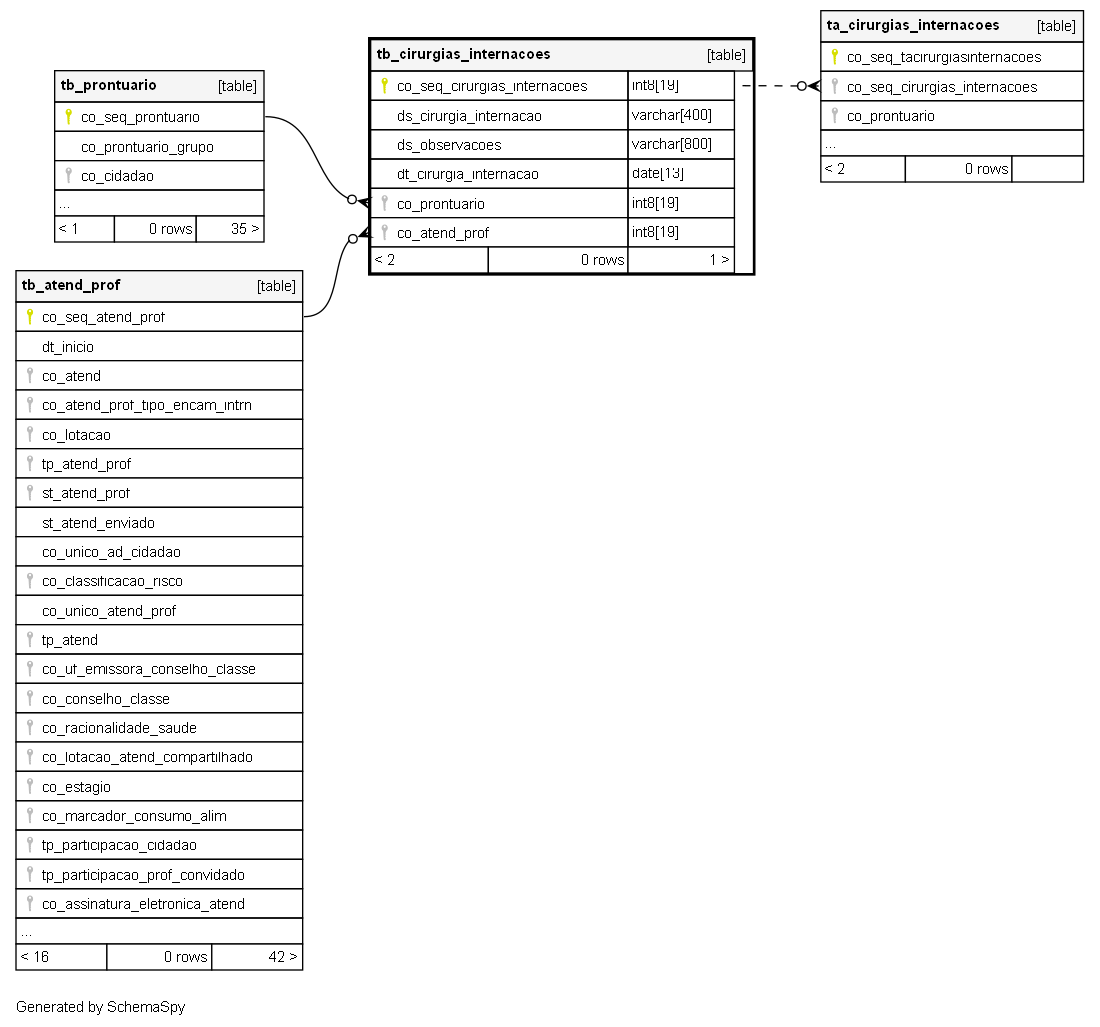 tb_prontuario [table]
co_seq_prontuario
co_prontuario_grupo
co_cidadao
...
< 1 0 rows 35 >
tb_atend_prof [table]
co_seq_atend_prof
dt_inicio
co_atend
co_atend_prof_tipo_encam_intrn
co_lotacao
tp_atend_prof
st_atend_prof
st_atend_enviado
co_unico_ad_cidadao
co_classificacao_risco
co_unico_atend_prof
tp_atend
co_uf_emissora_conselho_classe
co_conselho_classe
co_racionalidade_saude
co_lotacao_atend_compartilhado
co_estagio
co_marcador_consumo_alim
tp_participacao_cidadao
tp_participacao_prof_convidado
co_assinatura_eletronica_atend
...
< 16 0 rows 42 >
tb_cirurgias_internacoes [table]
co_seq_cirurgias_internacoes int8[19]
ds_cirurgia_internacao varchar[400]
ds_observacoes varchar[800]
dt_cirurgia_internacao date[13]
co_prontuario int8[19]
co_atend_prof int8[19]
< 2 0 rows 1 >
ta_cirurgias_internacoes [table]
co_seq_tacirurgiasinternacoes
co_seq_cirurgias_internacoes
co_prontuario
...
< 2 0 rows
Generated by SchemaSpy